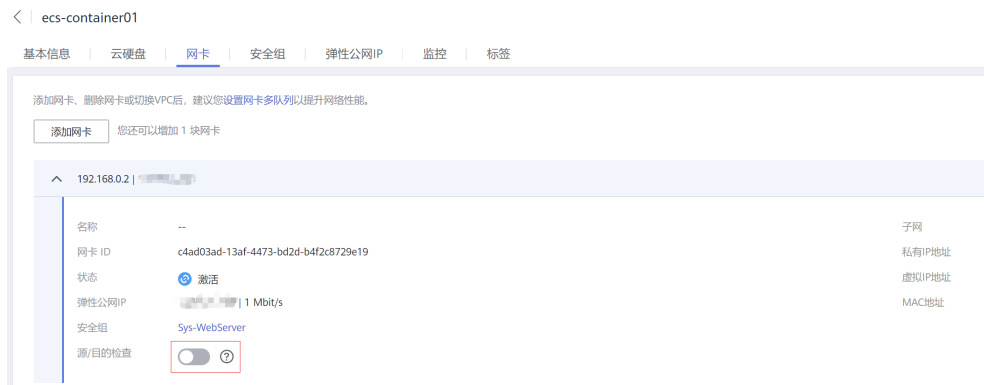 ecs-container01
基本信息 云硬盘 网卡 安全组 弹性公网IP 监控 标签
添加网卡、删除网卡或切换VPC后，建议您设置网卡多队列以提升网络性能。
添加网卡 您还可以增加 1 块网卡
192.168.0.2 |
名称 -- 子网
网卡 ID c4ad03ad-13af-4473-bd2d-b4f2c8729e19 私有IP地址
状态 激活 虚拟IP地址
弹性公网IP | 1 Mbit/s MAC地址
安全组 Sys-WebServer
源/目的检查